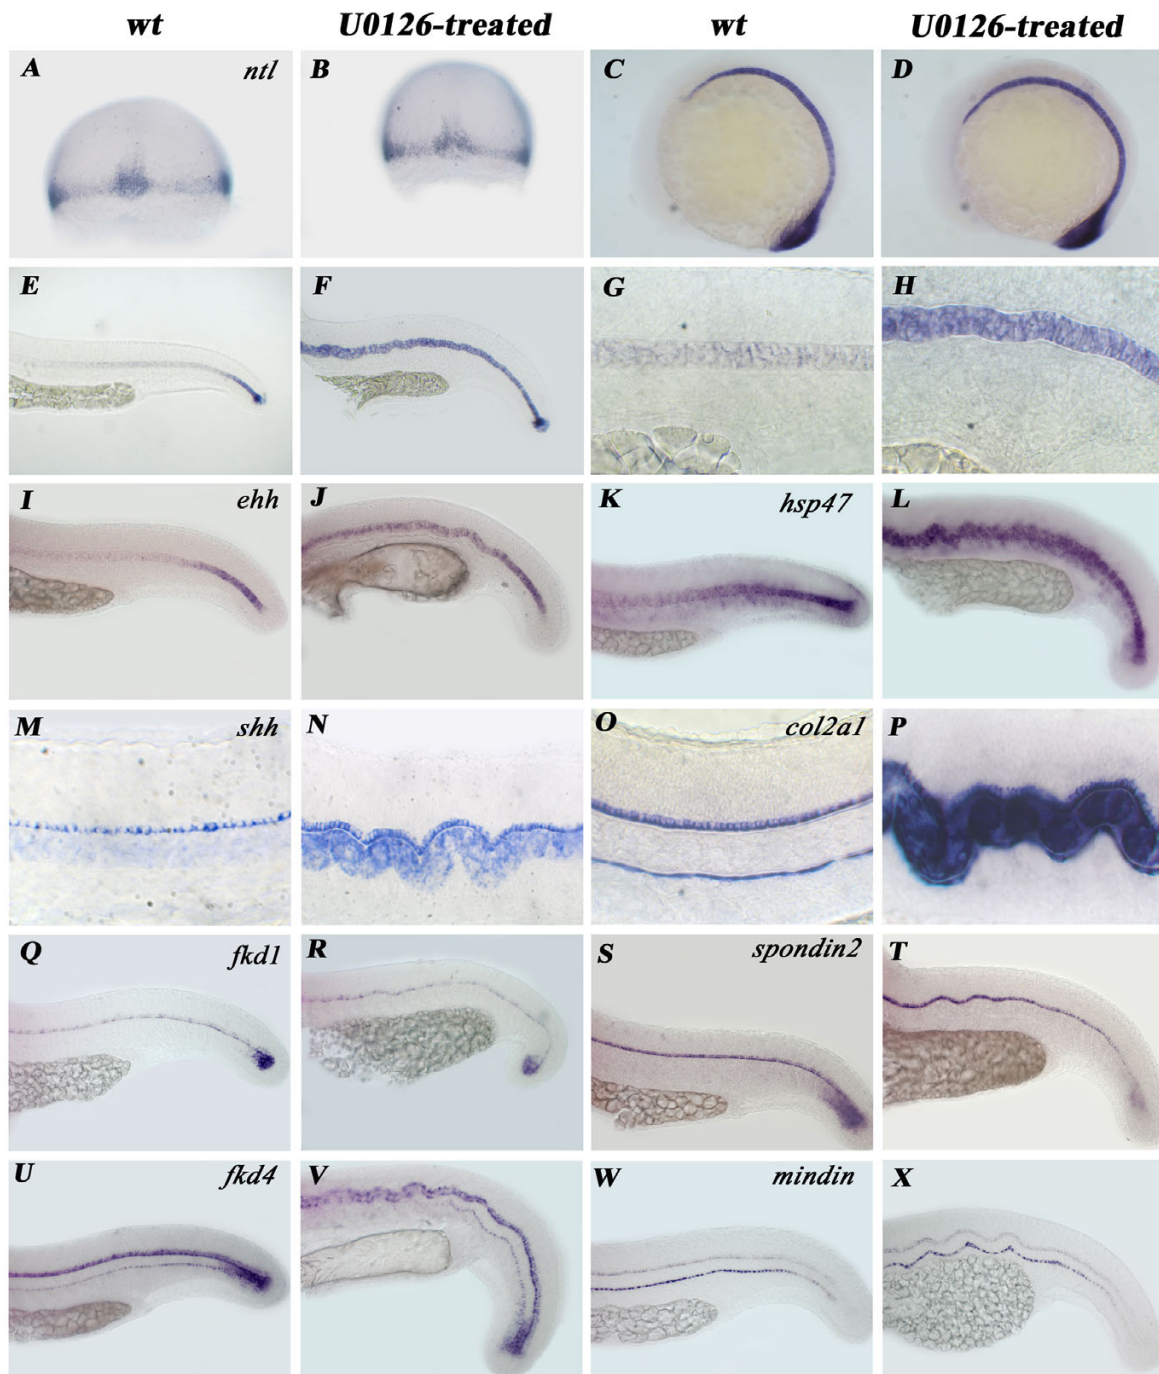 wt U0126-treated wt U0126-treated
A ntl B C D
E F G H
I ehh J K hsp47 L
M shh N O col2a1 P
Q fkd1 R S spondin2 T
U fkd4 V W mindin X